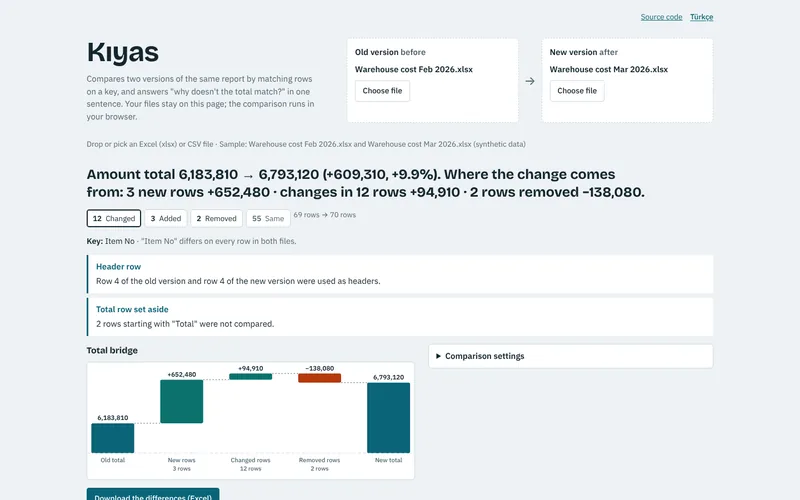 Source code Türkçe
Kıyas
Compares two versions of the same report by matching rows
on a key, and answers "why doesn't the total match?" in one
sentence. Your files stay on this page; the comparison runs in
your browser.
Old version before
Warehouse cost Feb 2026.xlsx
Choose file
→
New version after
Warehouse cost Mar 2026.xlsx
Choose file
Drop or pick an Excel (xlsx) or CSV file · Sample: Warehouse cost Feb 2026.xlsx and Warehouse cost Mar 2026.xlsx (synthetic data)
Amount total 6,183,810 → 6,793,120 (+609,310, +9.9%). Where the change comes
from: 3 new rows +652,480 · changes in 12 rows +94,910 · 2 rows removed −138,080.
12 Changed 3 Added 2 Removed 55 Same 69 rows → 70 rows
Key: Item No · "Item No" differs on every row in both files.
Header row
Row 4 of the old version and row 4 of the new version were used as headers.
Total row set aside
2 rows starting with "Total" were not compared.
Total bridge
▶ Comparison settings
6,183,810
+652,480
+94,910
−138,080
6,793,120
Old total
New rows
3 rows
Changed rows
12 rows
Removed rows
2 rows
New total
Download the differences (Excel)